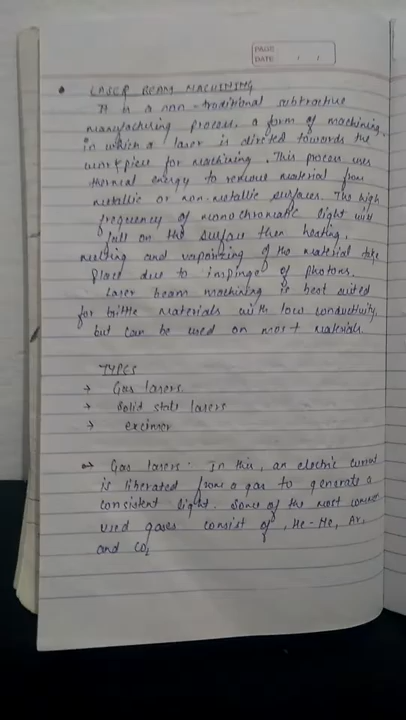 PAGE
DATE / /
LASER BEAM MACHINING
It is a non-traditional subtractive
manufacturing process, a form of machining,
in which a laser is directed towards the
workpiece for machining. This process uses
thermal energy to remove material from
metallic or non-metallic surfaces. The high
frequency of monochromatic light will
fall on the surface then heating,
melting and vaporizing of the material take
place due to inpinge of photons.
Laser beam machining is best suited
for brittle materials with low conductivity,
but can be used on most materials.
TYPES
→ Gas lasers
→ Solid state lasers
→ excimer
Gas lasers - In this, an electric current
is liberated from a gas to generate a
consistent light. Some of the most
used gases consist of, He-He, Ar,
and CO2